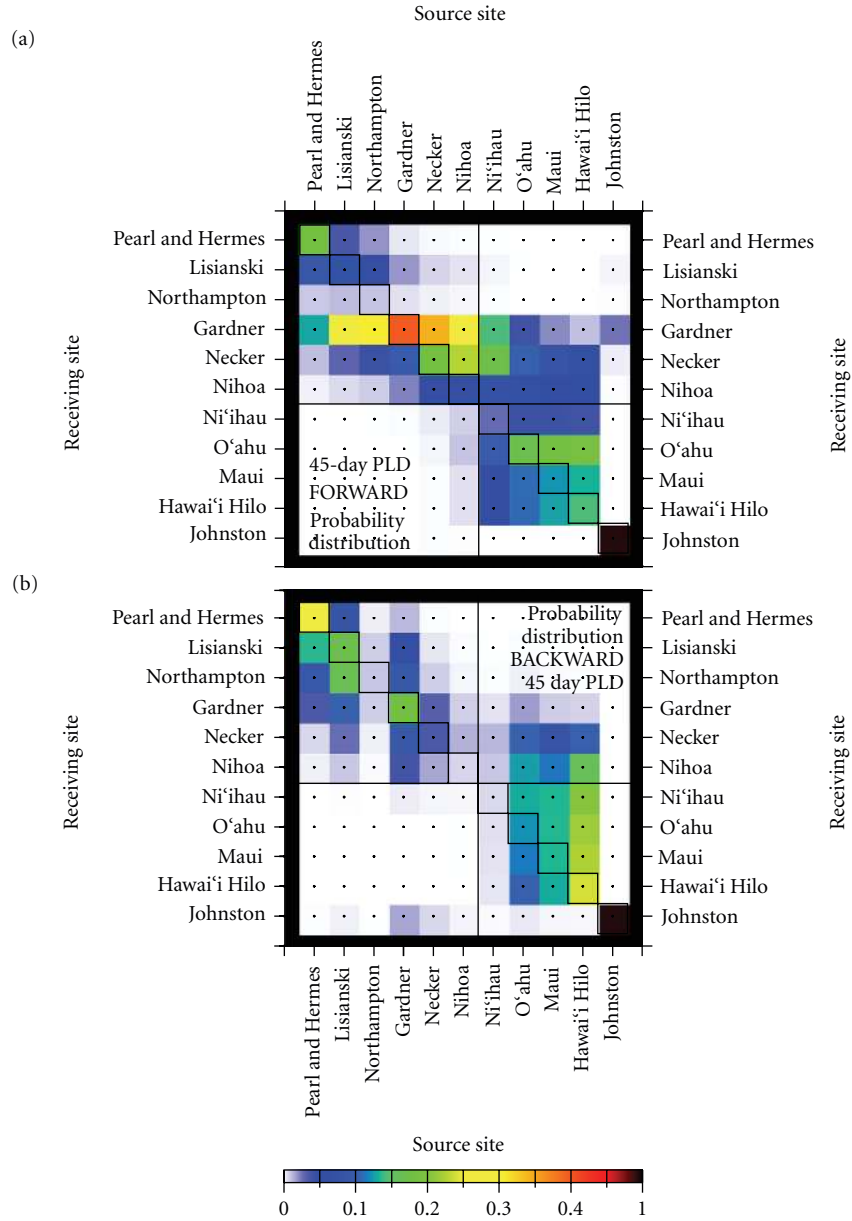 Source site
(a)
Pearl and Hermes
Lisianski
Northampton
Gardner
Necker
Nihoa
Ni‘ihau
O‘ahu
Maui
Hawai‘i Hilo
Johnston
Receiving site
Pearl and Hermes
Lisianski
Northampton
Gardner
Necker
Nihoa
Ni‘ihau
O‘ahu
Maui
Hawai‘i Hilo
Johnston
45-day PLD
FORWARD
Probability
distribution
Pearl and Hermes
Lisianski
Northampton
Gardner
Necker
Nihoa
Ni‘ihau
O‘ahu
Maui
Hawai‘i Hilo
Johnston
Receiving site
(b)
Receiving site
Pearl and Hermes
Lisianski
Northampton
Gardner
Necker
Nihoa
Ni‘ihau
O‘ahu
Maui
Hawai‘i Hilo
Johnston
Probability
distribution
BACKWARD
45 day PLD
Pearl and Hermes
Lisianski
Northampton
Gardner
Necker
Nihoa
Ni‘ihau
O‘ahu
Maui
Hawai‘i Hilo
Johnston
Receiving site
Pearl and Hermes
Lisianski
Northampton
Gardner
Necker
Nihoa
Ni‘ihau
O‘ahu
Maui
Hawai‘i Hilo
Johnston
Source site
0 0.1 0.2 0.3 0.4 1